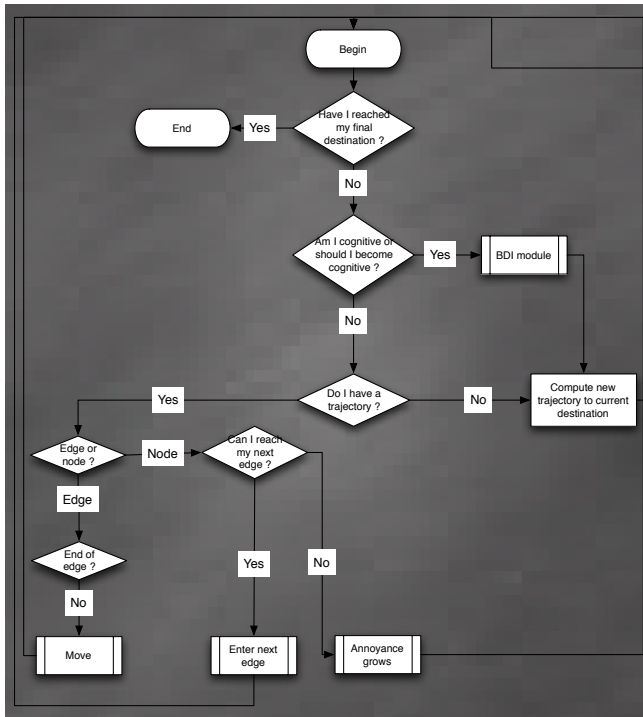 Begin
Have I reached
my final
destination ?
Yes
End
No
Am I cognitive or
should I become
cognitive ?
Yes
BDI module
No
Do I have a
trajectory ?
Yes
No
Compute new
trajectory to current
destination
Edge or
node ?
Node
Can I reach
my next
edge ?
Edge
End of
edge ?
Yes
No
No
Move
Enter next
edge
Annoyance
grows